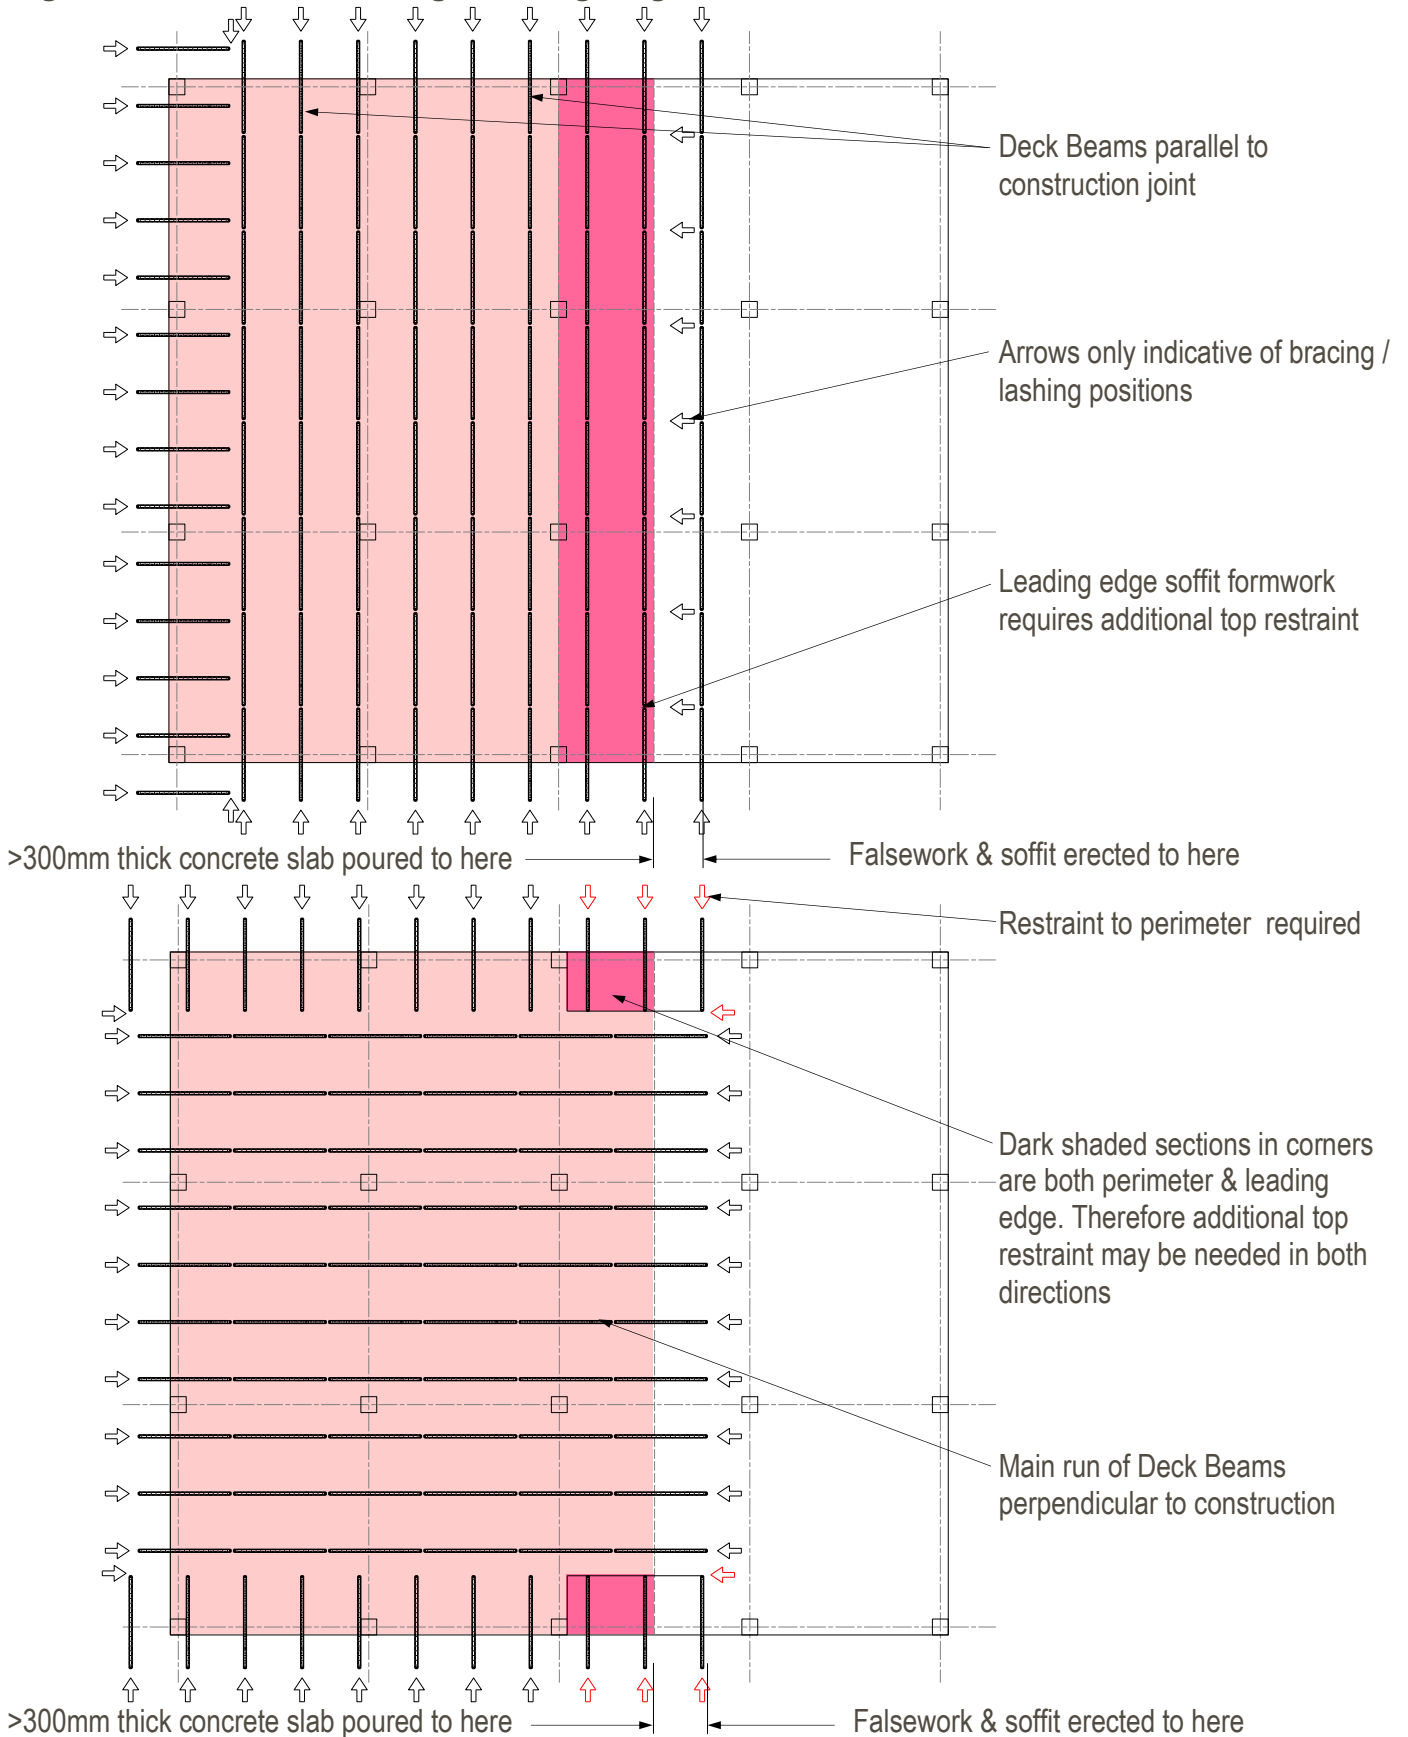 Deck Beams parallel to
construction joint
Arrows only indicative of bracing /
lashing positions
Leading edge soffit formwork
requires additional top restraint
>300mm thick concrete slab poured to here
Falsework & soffit erected to here
Restraint to perimeter required
Dark shaded sections in corners
are both perimeter & leading
edge. Therefore additional top
restraint may be needed in both
directions
Main run of Deck Beams
perpendicular to construction
>300mm thick concrete slab poured to here
Falsework & soffit erected to here